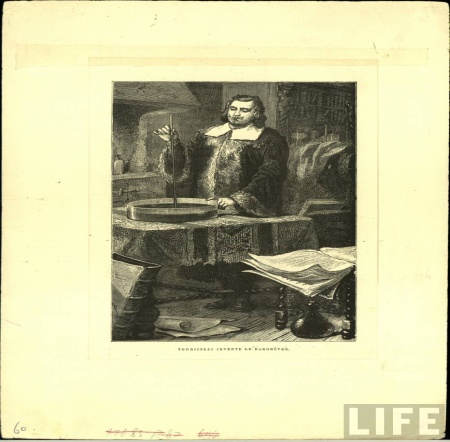 TORRICELLI INVENTE LE BAROMÈTRE.
60.
LIFE